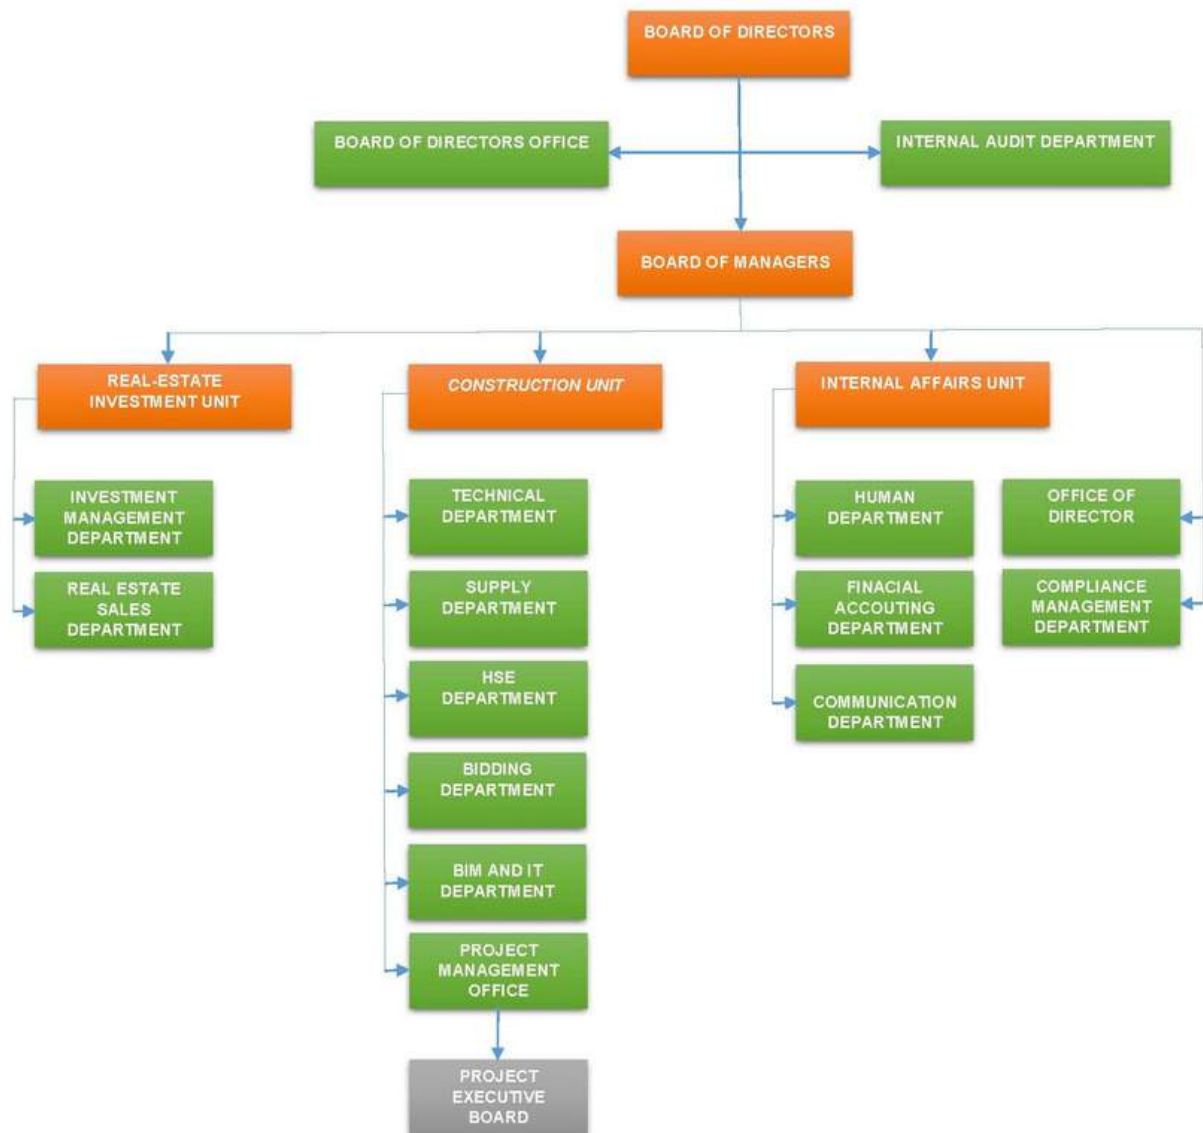 BOARD OF DIRECTORS
BOARD OF DIRECTORS OFFICE
INTERNAL AUDIT DEPARTMENT
BOARD OF MANAGERS
REAL-ESTATE
INVESTMENT UNIT
CONSTRUCTION UNIT
INTERNAL AFFAIRS UNIT
INVESTMENT
MANAGEMENT
DEPARTMENT
REAL ESTATE
SALES
DEPARTMENT
TECHNICAL
DEPARTMENT
SUPPLY
DEPARTMENT
HSE
DEPARTMENT
BIDDING
DEPARTMENT
BIM AND IT
DEPARTMENT
PROJECT
MANAGEMENT
OFFICE
PROJECT
EXECUTIVE
BOARD
HUMAN
DEPARTMENT
FINACIAL
ACCOUTING
DEPARTMENT
COMMUNICATION
DEPARTMENT
OFFICE OF
DIRECTOR
COMPLIANCE
MANAGEMENT
DEPARTMENT